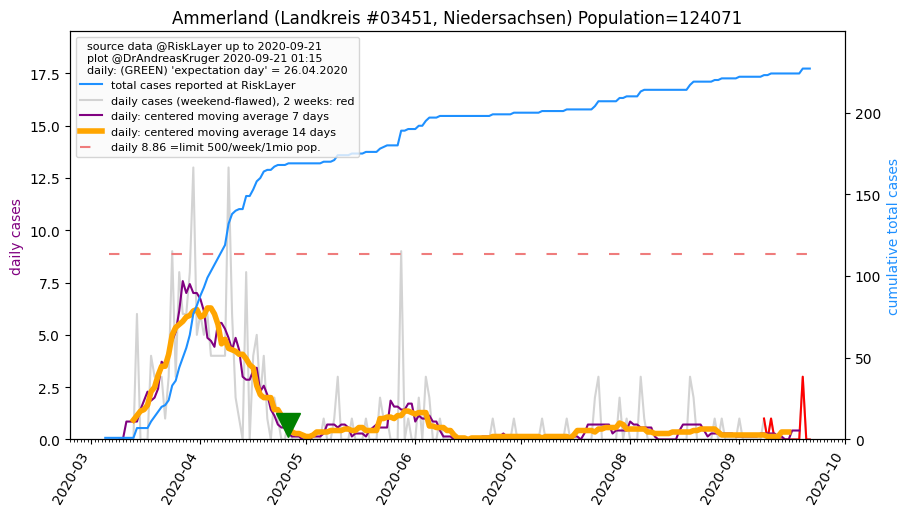 Ammerland (Landkreis #03451, Niedersachsen) Population=124071
source data @RiskLayer up to 2020-09-21
plot @DrAndreasKruger 2020-09-21 01:15
daily: (GREEN) 'expectation day' = 26.04.2020
total cases reported at RiskLayer
daily cases (weekend-flawed), 2 weeks: red
daily: centered moving average 7 days
daily: centered moving average 14 days
daily 8.86 =limit 500/week/1mio pop.
daily cases
17.5
15.0
12.5
10.0
7.5
5.0
2.5
0.0
cumulative total cases
200
150
100
50
0
2020-03
2020-04
2020-05
2020-06
2020-07
2020-08
2020-09
2020-10